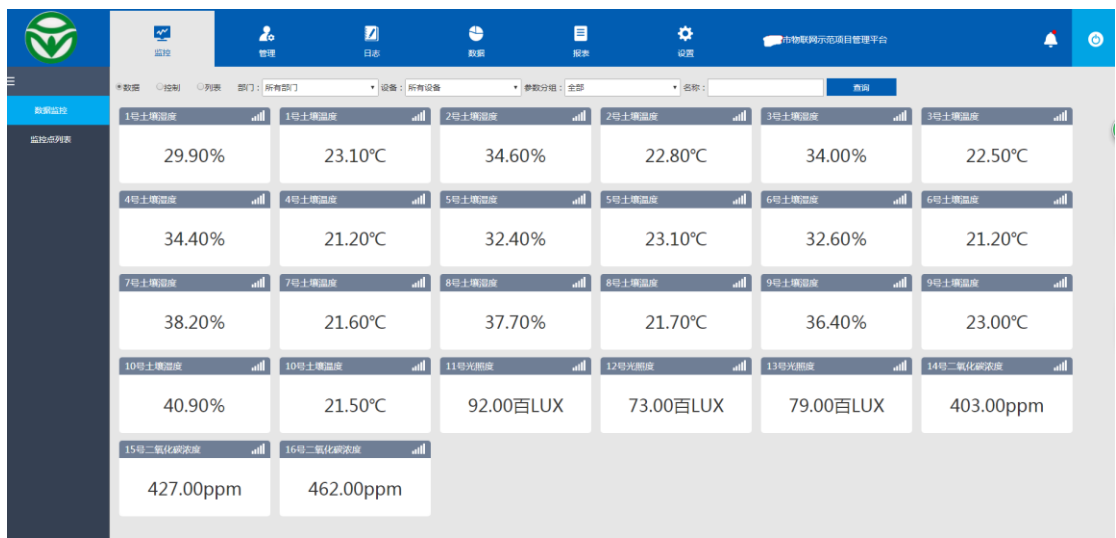 监控
管理
日志
数据
报表
设置
市物联网示范项目管理平台
数据 控制 列表 部门：所有部门 设备：所有设备 参数分组：全部 名称： 查询
数据监控
监控点列表
1号土壤湿度 1号土壤温度 2号土壤湿度 2号土壤温度 3号土壤湿度 3号土壤温度
29.90% 23.10℃ 34.60% 22.80℃ 34.00% 22.50℃
4号土壤湿度 4号土壤温度 5号土壤湿度 5号土壤温度 6号土壤湿度 6号土壤温度
34.40% 21.20℃ 32.40% 23.10℃ 32.60% 21.20℃
7号土壤湿度 7号土壤温度 8号土壤湿度 8号土壤温度 9号土壤湿度 9号土壤温度
38.20% 21.60℃ 37.70% 21.70℃ 36.40% 23.00℃
10号土壤湿度 10号土壤温度 11号光照度 12号光照度 13号光照度 14号二氧化碳浓度
40.90% 21.50℃ 92.00百LUX 73.00百LUX 79.00百LUX 403.00ppm
15号二氧化碳浓度 16号二氧化碳浓度
427.00ppm 462.00ppm